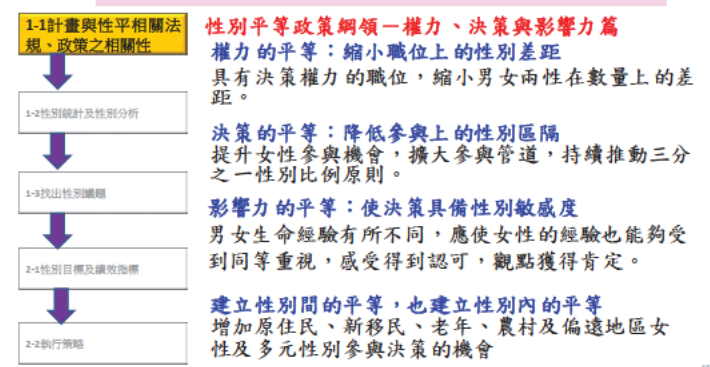 1-1計畫與性平相關法
規、政策之相關性
1-2性別統計及性別分析
1-3找出性別議題
2-1性別目標及績效指標
2-2執行策略
性別平等政策綱領－權力、決策與影響力篇
權力的平等：縮小職位上的性別差距
具有決策權力的職位，縮小男女兩性在數量上的差
距。
決策的平等：降低參與上的性別區隔
提升女性參與機會，擴大參與管道，持續推動三分
之一性別比例原則。
影響力的平等：使決策具備性別敏感度
男女生命經驗有所不同，應使女性的經驗也能夠受
到同等重視，感受得到認可，觀點獲得肯定。
建立性別間的平等，也建立性別內的平等
增加原住民、新移民、老年、農村及偏遠地區女
性及多元性別參與決策的機會